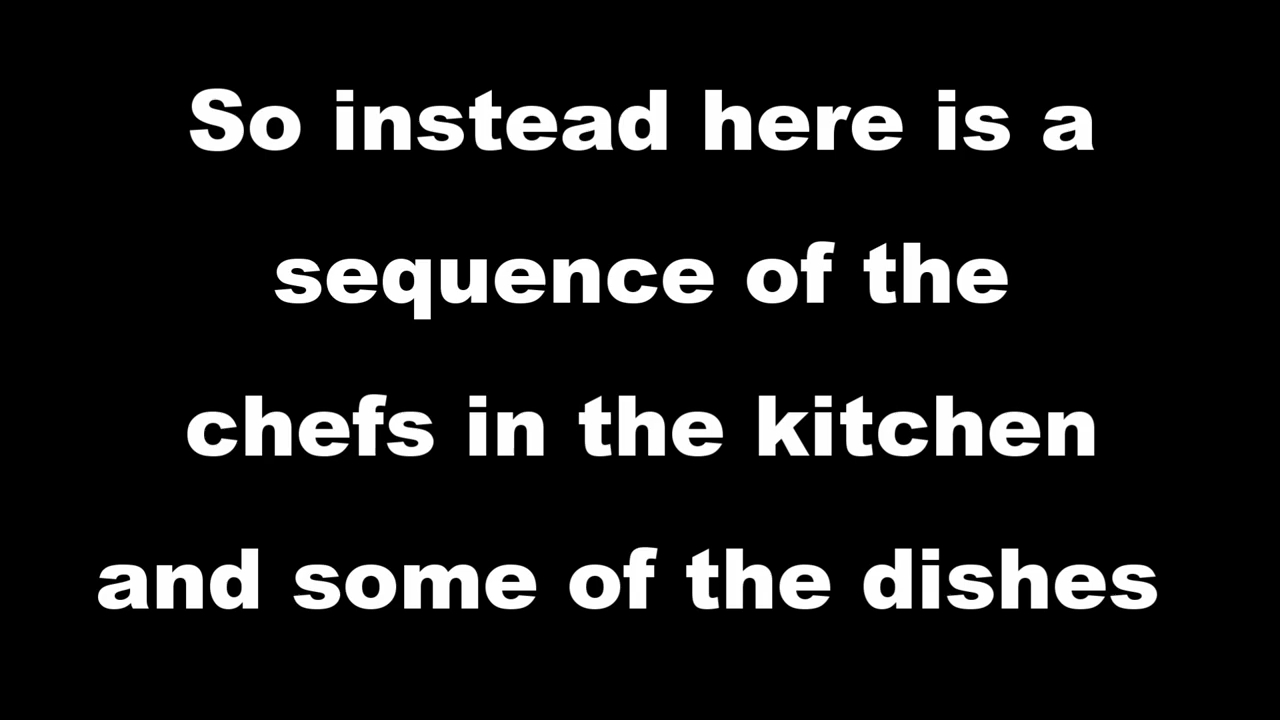 So instead here is a
sequence of the
chefs in the kitchen
and some of the dishes